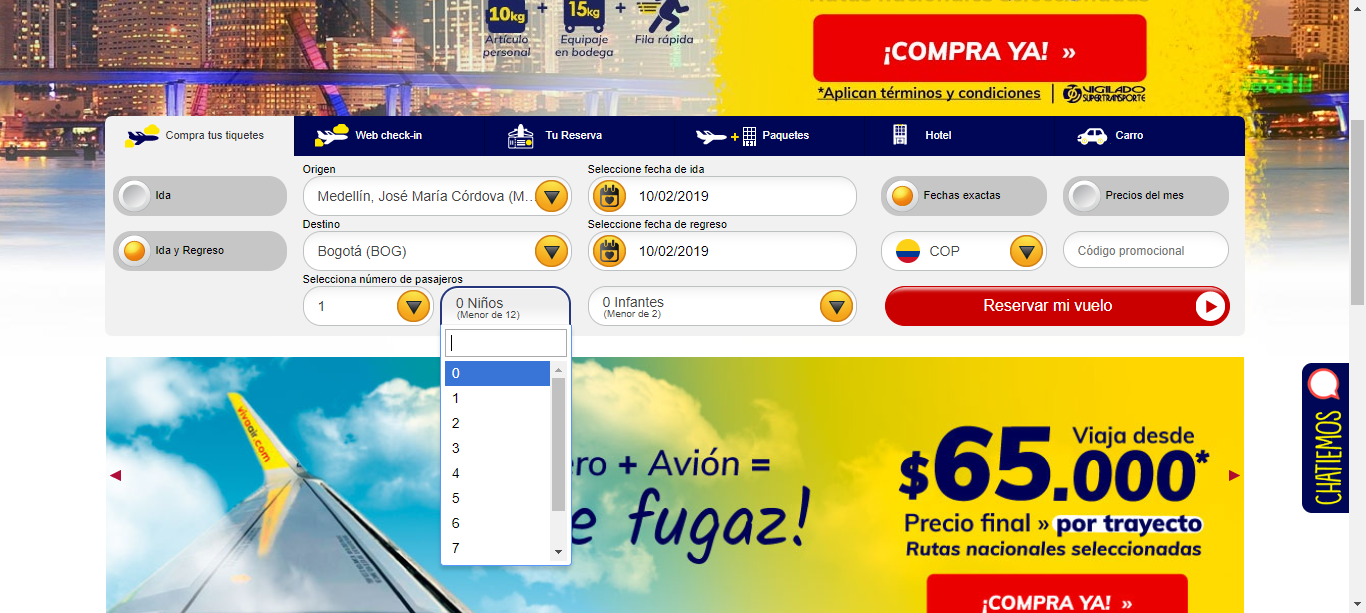 Rutas nacionales seleccionadas
10kg + 15kg +
Artículo personal
Equipaje en bodega
Fila rápida
¡COMPRA YA! »
*Aplican términos y condiciones | VIGILADO SUPERTRANSPORTE
Compra tus tiquetes
Web check-in
Tu Reserva
Paquetes
Hotel
Carro
Origen
Seleccione fecha de ida
Ida
Medellín, José María Córdova (M...
10/02/2019
Fechas exactas
Precios del mes
Destino
Seleccione fecha de regreso
Ida y Regreso
Bogotá (BOG)
10/02/2019
COP
Código promocional
Selecciona número de pasajeros
1
0 Niños
(Menor de 12)
0 Infantes
(Menor de 2)
Reservar mi vuelo
0
1
2
3
4
5
6
7
vivaair.com
ro + Avión =
e fugaz!
Viaja desde
$65.000*
Precio final » por trayecto
Rutas nacionales seleccionadas
¡COMPRA YA! »
CHATIEMOS